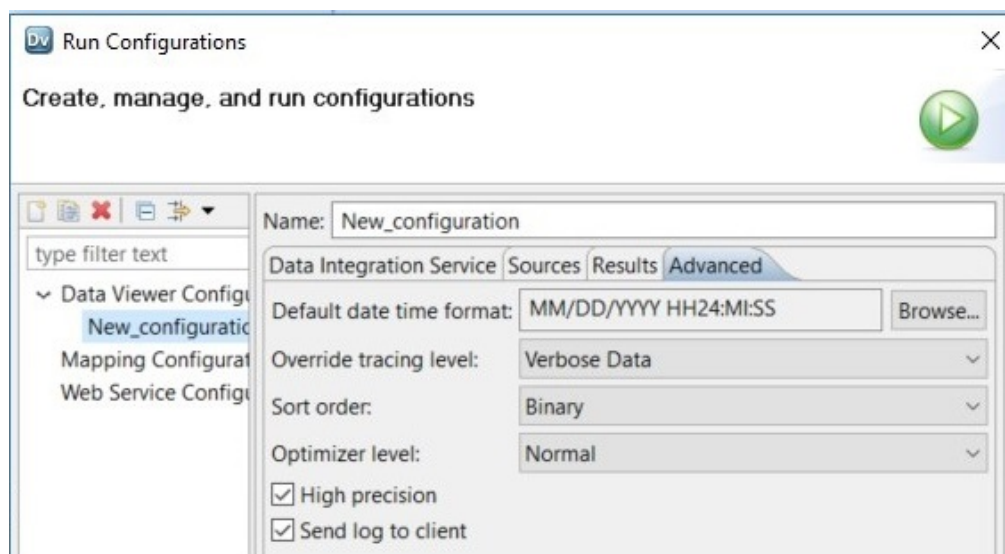 Dv Run Configurations
Create, manage, and run configurations
Name: New_configuration
type filter text
Data Integration Service Sources Results Advanced
Data Viewer Configu
New_configuratic
Mapping Configurat
Web Service Configu
Default date time format: MM/DD/YYYY HH24:MI:SS Browse...
Override tracing level: Verbose Data
Sort order: Binary
Optimizer level: Normal
High precision
Send log to client